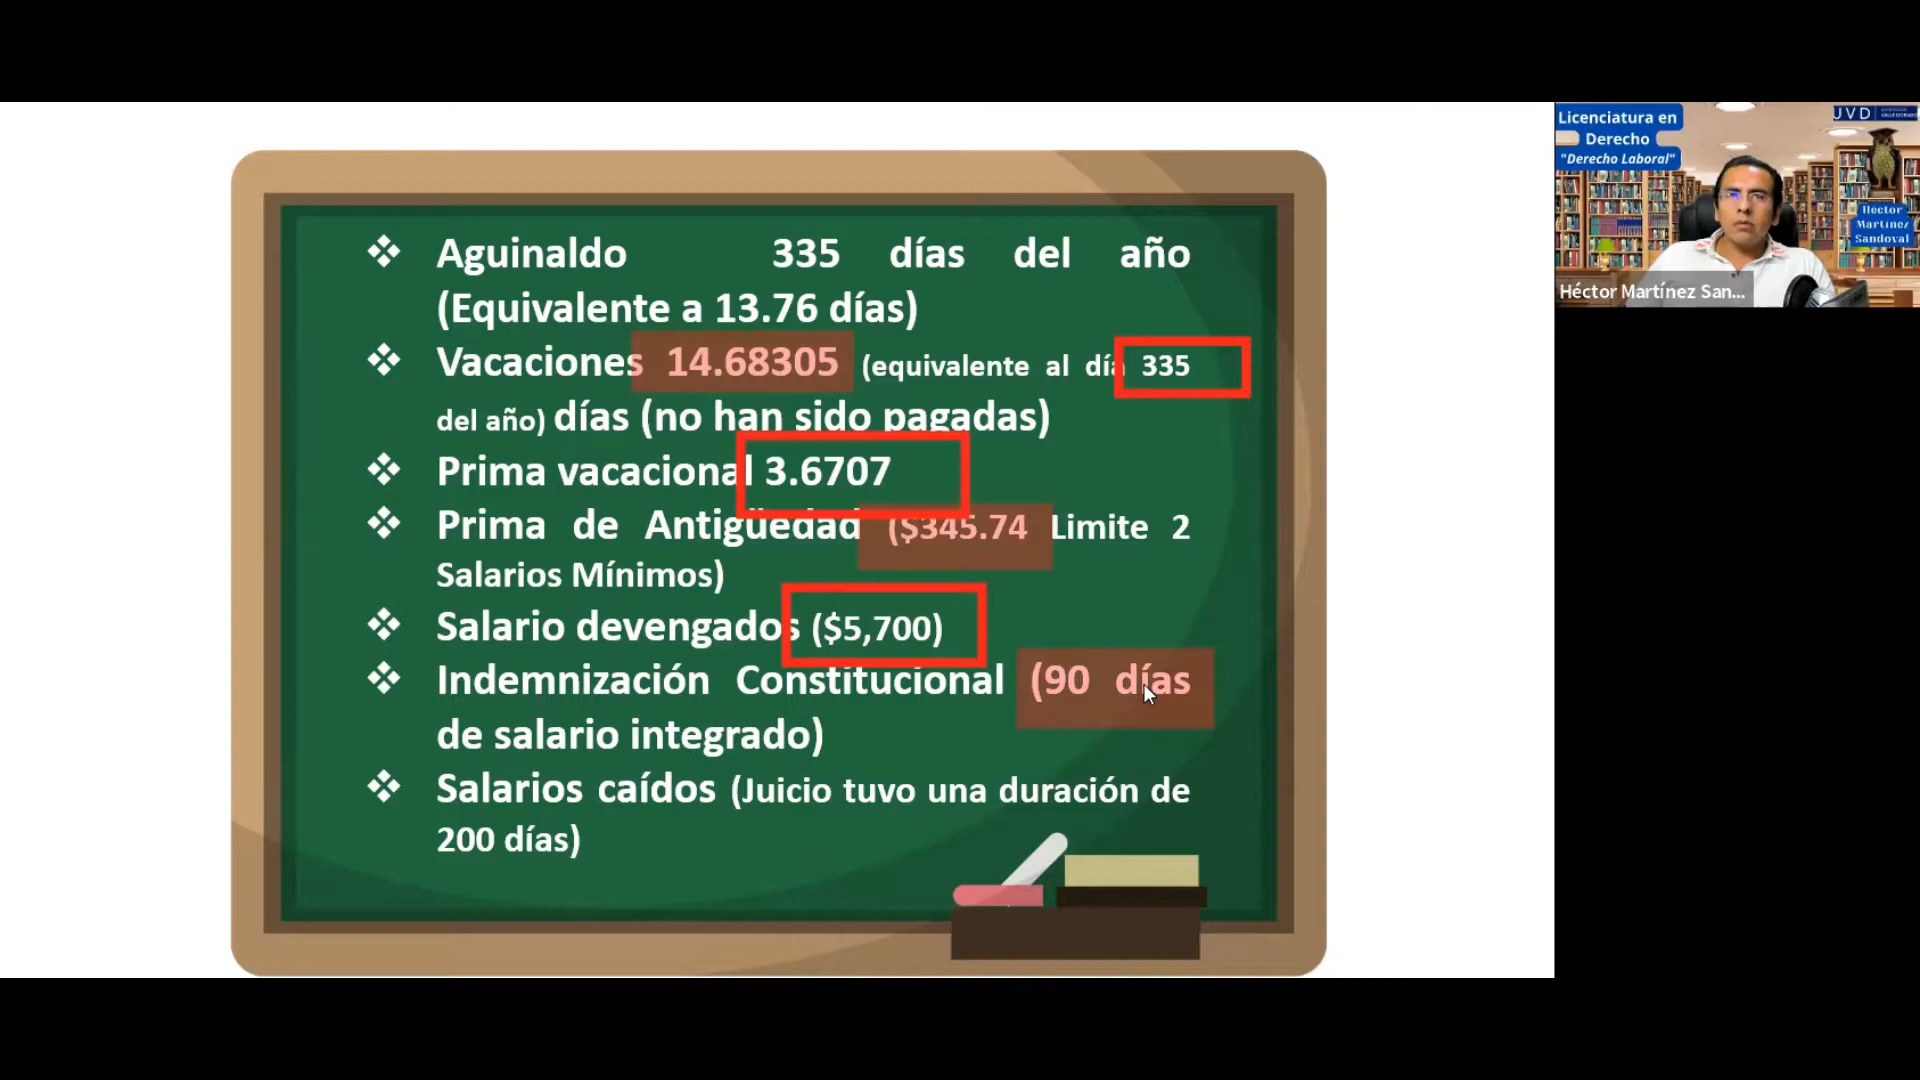 Aguinaldo 335 días del año
(Equivalente a 13.76 días)
Vacaciones 14.68305 (equivalente al día 335
del año) días (no han sido pagadas)
Prima vacacional 3.6707
Prima de Antigüedad ($345.74 Limite 2
Salarios Mínimos)
Salario devengados ($5,700)
Indemnización Constitucional (90 días
de salario integrado)
Salarios caídos (Juicio tuvo una duración de
200 días)
Licenciatura en
Derecho
"Derecho Laboral"
UVD
Héctor
Martínez
Sandoval
Héctor Martínez San...